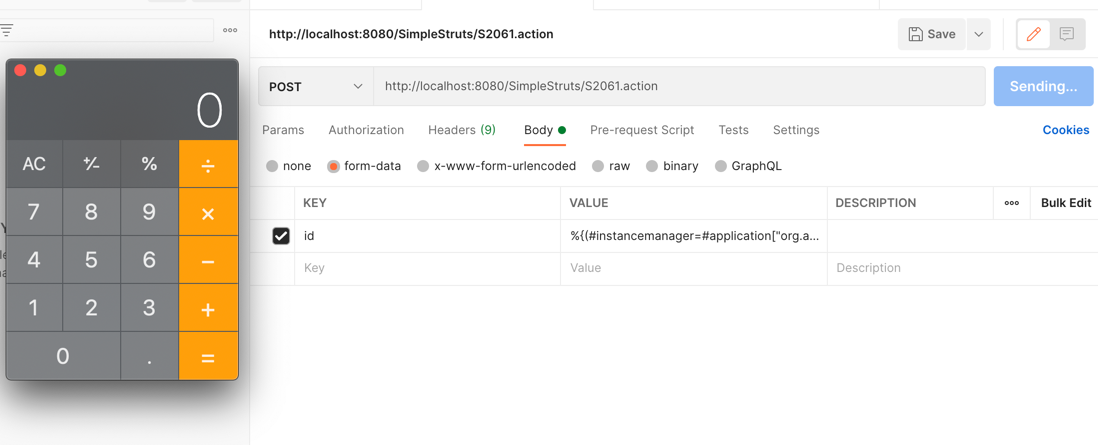 http://localhost:8080/SimpleStruts/S2061.action
Save
POST
http://localhost:8080/SimpleStruts/S2061.action
Sending...
Params Authorization Headers (9) Body Pre-request Script Tests Settings Cookies
none form-data x-www-form-urlencoded raw binary GraphQL
KEY VALUE DESCRIPTION Bulk Edit
id %{(#instancemanager=#application["org.a...
Key Value Description
0
AC +⁄- % ÷
7 8 9 ×
4 5 6 −
1 2 3 +
0 . =